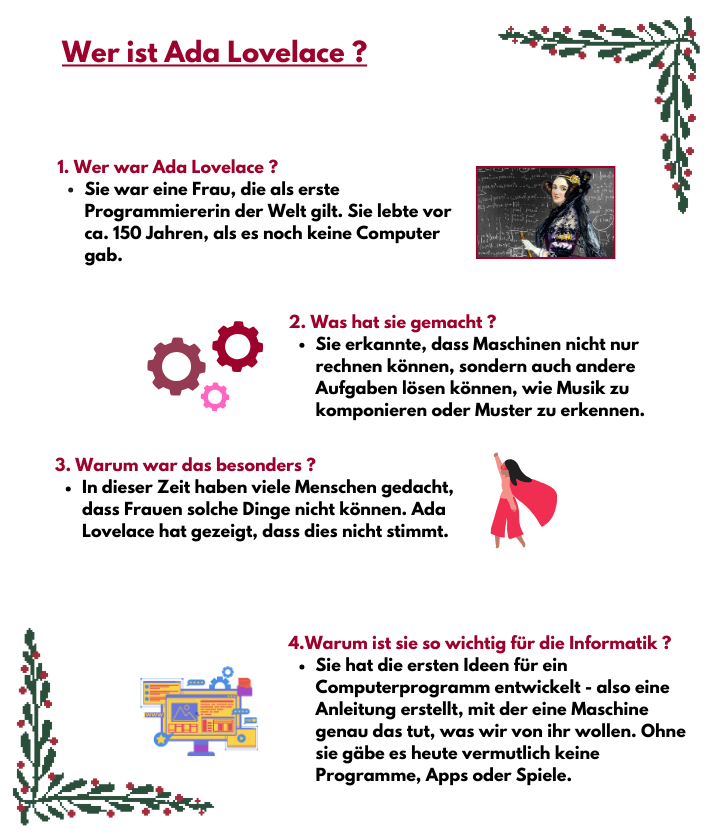 Wer ist Ada Lovelace ?
1. Wer war Ada Lovelace ?
• Sie war eine Frau, die als erste
Programmiererin der Welt gilt. Sie lebte vor
ca. 150 Jahren, als es noch keine Computer
gab.
2. Was hat sie gemacht ?
• Sie erkannte, dass Maschinen nicht nur
rechnen können, sondern auch andere
Aufgaben lösen können, wie Musik zu
komponieren oder Muster zu erkennen.
3. Warum war das besonders ?
• In dieser Zeit haben viele Menschen gedacht,
dass Frauen solche Dinge nicht können. Ada
Lovelace hat gezeigt, dass dies nicht stimmt.
4.Warum ist sie so wichtig für die Informatik ?
• Sie hat die ersten Ideen für ein
Computerprogramm entwickelt - also eine
Anleitung erstellt, mit der eine Maschine
genau das tut, was wir von ihr wollen. Ohne
sie gäbe es heute vermutlich keine
Programme, Apps oder Spiele.